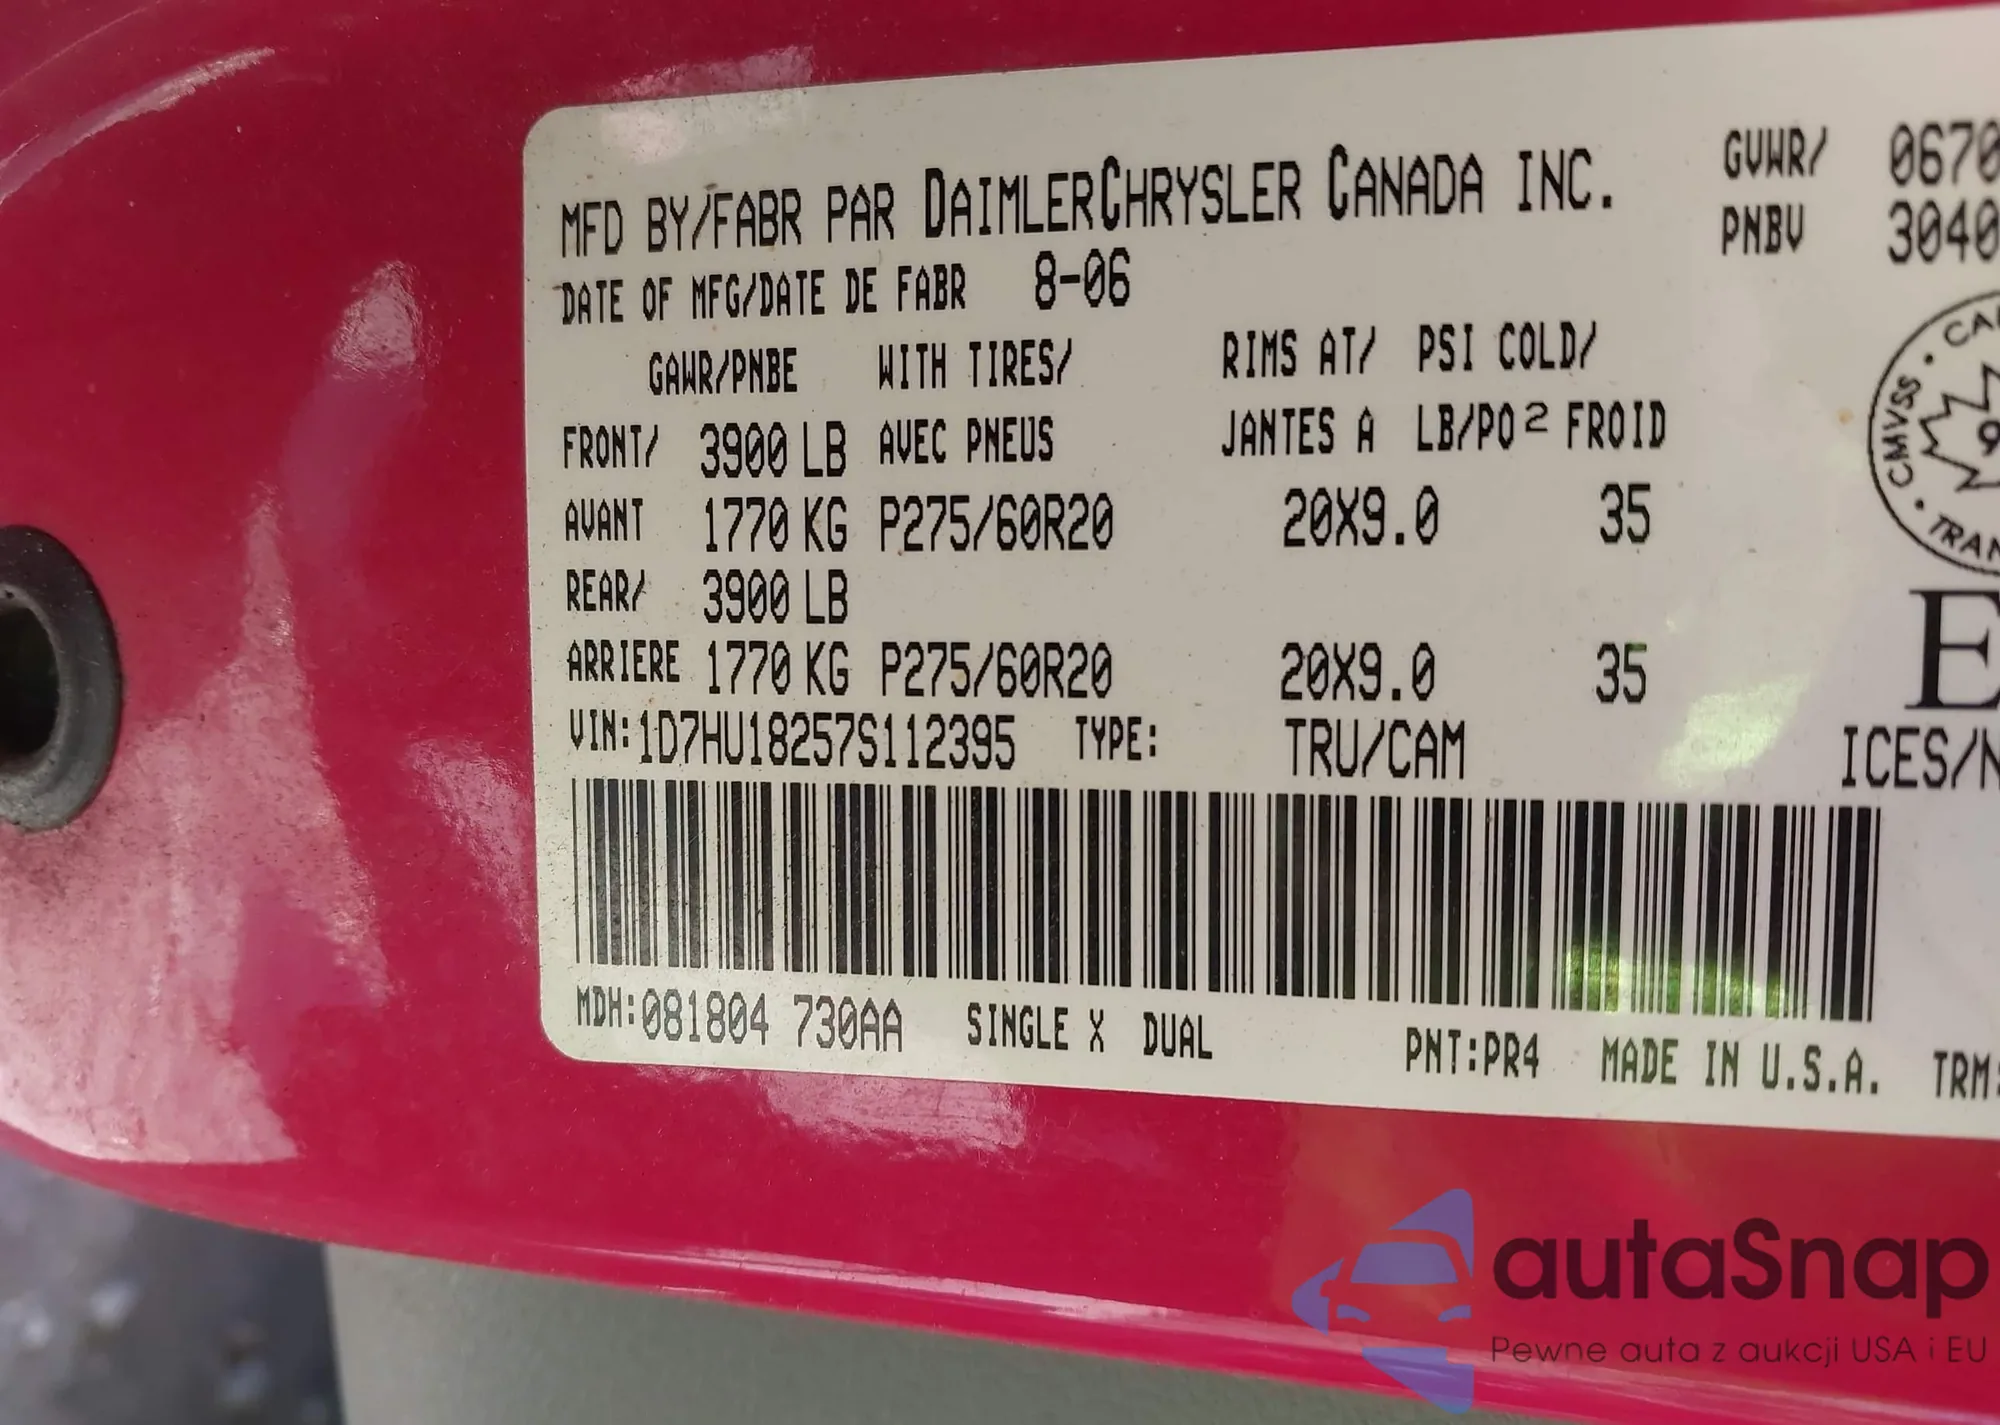 MFD BY/FABR PAR DAIMLERCHRYSLER CANADA INC.
GVWR/ 0670
PNBV 3040
DATE OF MFG/DATE DE FABR 8-06
GAWR/PNBE WITH TIRES/ RIMS AT/ PSI COLD/
FRONT/ 3900 LB AVEC PNEUS JANTES A LB/PO² FROID
AVANT 1770 KG P275/60R20 20X9.0 35
REAR/ 3900 LB
ARRIERE 1770 KG P275/60R20 20X9.0 35
VIN:1D7HU18257S112395 TYPE: TRU/CAM
CMVSS
ICES/N
MDH:081804 730AA SINGLE X DUAL PNT:PR4 MADE IN U.S.A. TRM:
autaSnap
Pewne auta z aukcji USA i EU